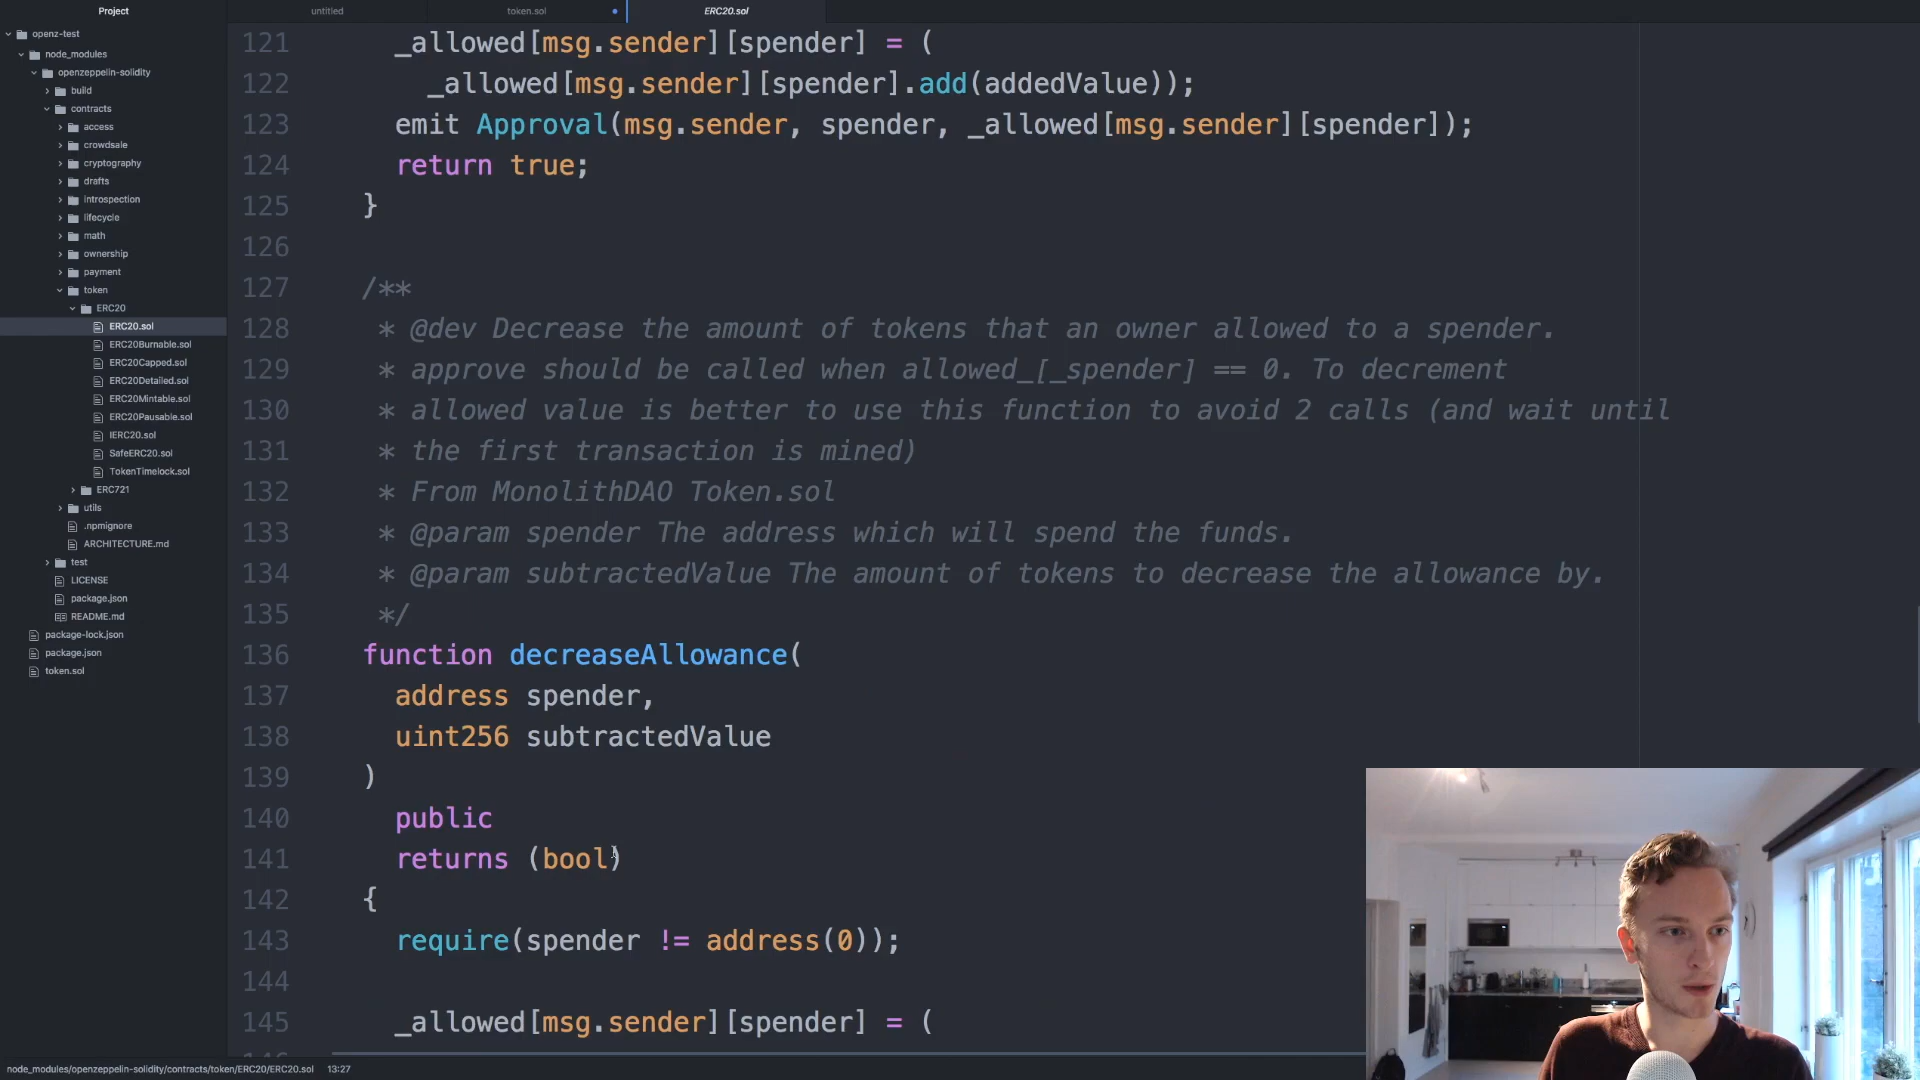 Project
untitled
token.sol
ERC20.sol
openz-test
node_modules
openzeppelin-solidity
build
contracts
access
crowdsale
cryptography
drafts
introspection
lifecycle
math
ownership
payment
token
ERC20
ERC20.sol
ERC20Burnable.sol
ERC20Capped.sol
ERC20Detailed.sol
ERC20Mintable.sol
ERC20Pausable.sol
IERC20.sol
SafeERC20.sol
TokenTimelock.sol
ERC721
utils
.npmignore
ARCHITECTURE.md
test
LICENSE
package.json
README.md
package-lock.json
package.json
token.sol
121 _allowed[msg.sender][spender] = (
122 _allowed[msg.sender][spender].add(addedValue));
123 emit Approval(msg.sender, spender, _allowed[msg.sender][spender]);
124 return true;
125 }
126
127 /**
128 * @dev Decrease the amount of tokens that an owner allowed to a spender.
129 * approve should be called when allowed_[_spender] == 0. To decrement
130 * allowed value is better to use this function to avoid 2 calls (and wait until
131 * the first transaction is mined)
132 * From MonolithDAO Token.sol
133 * @param spender The address which will spend the funds.
134 * @param subtractedValue The amount of tokens to decrease the allowance by.
135 */
136 function decreaseAllowance(
137 address spender,
138 uint256 subtractedValue
139 )
140 public
141 returns (bool)
142 {
143 require(spender != address(0));
144
145 _allowed[msg.sender][spender] = (
node_modules/openzeppelin-solidity/contracts/token/ERC20/ERC20.sol 13:27